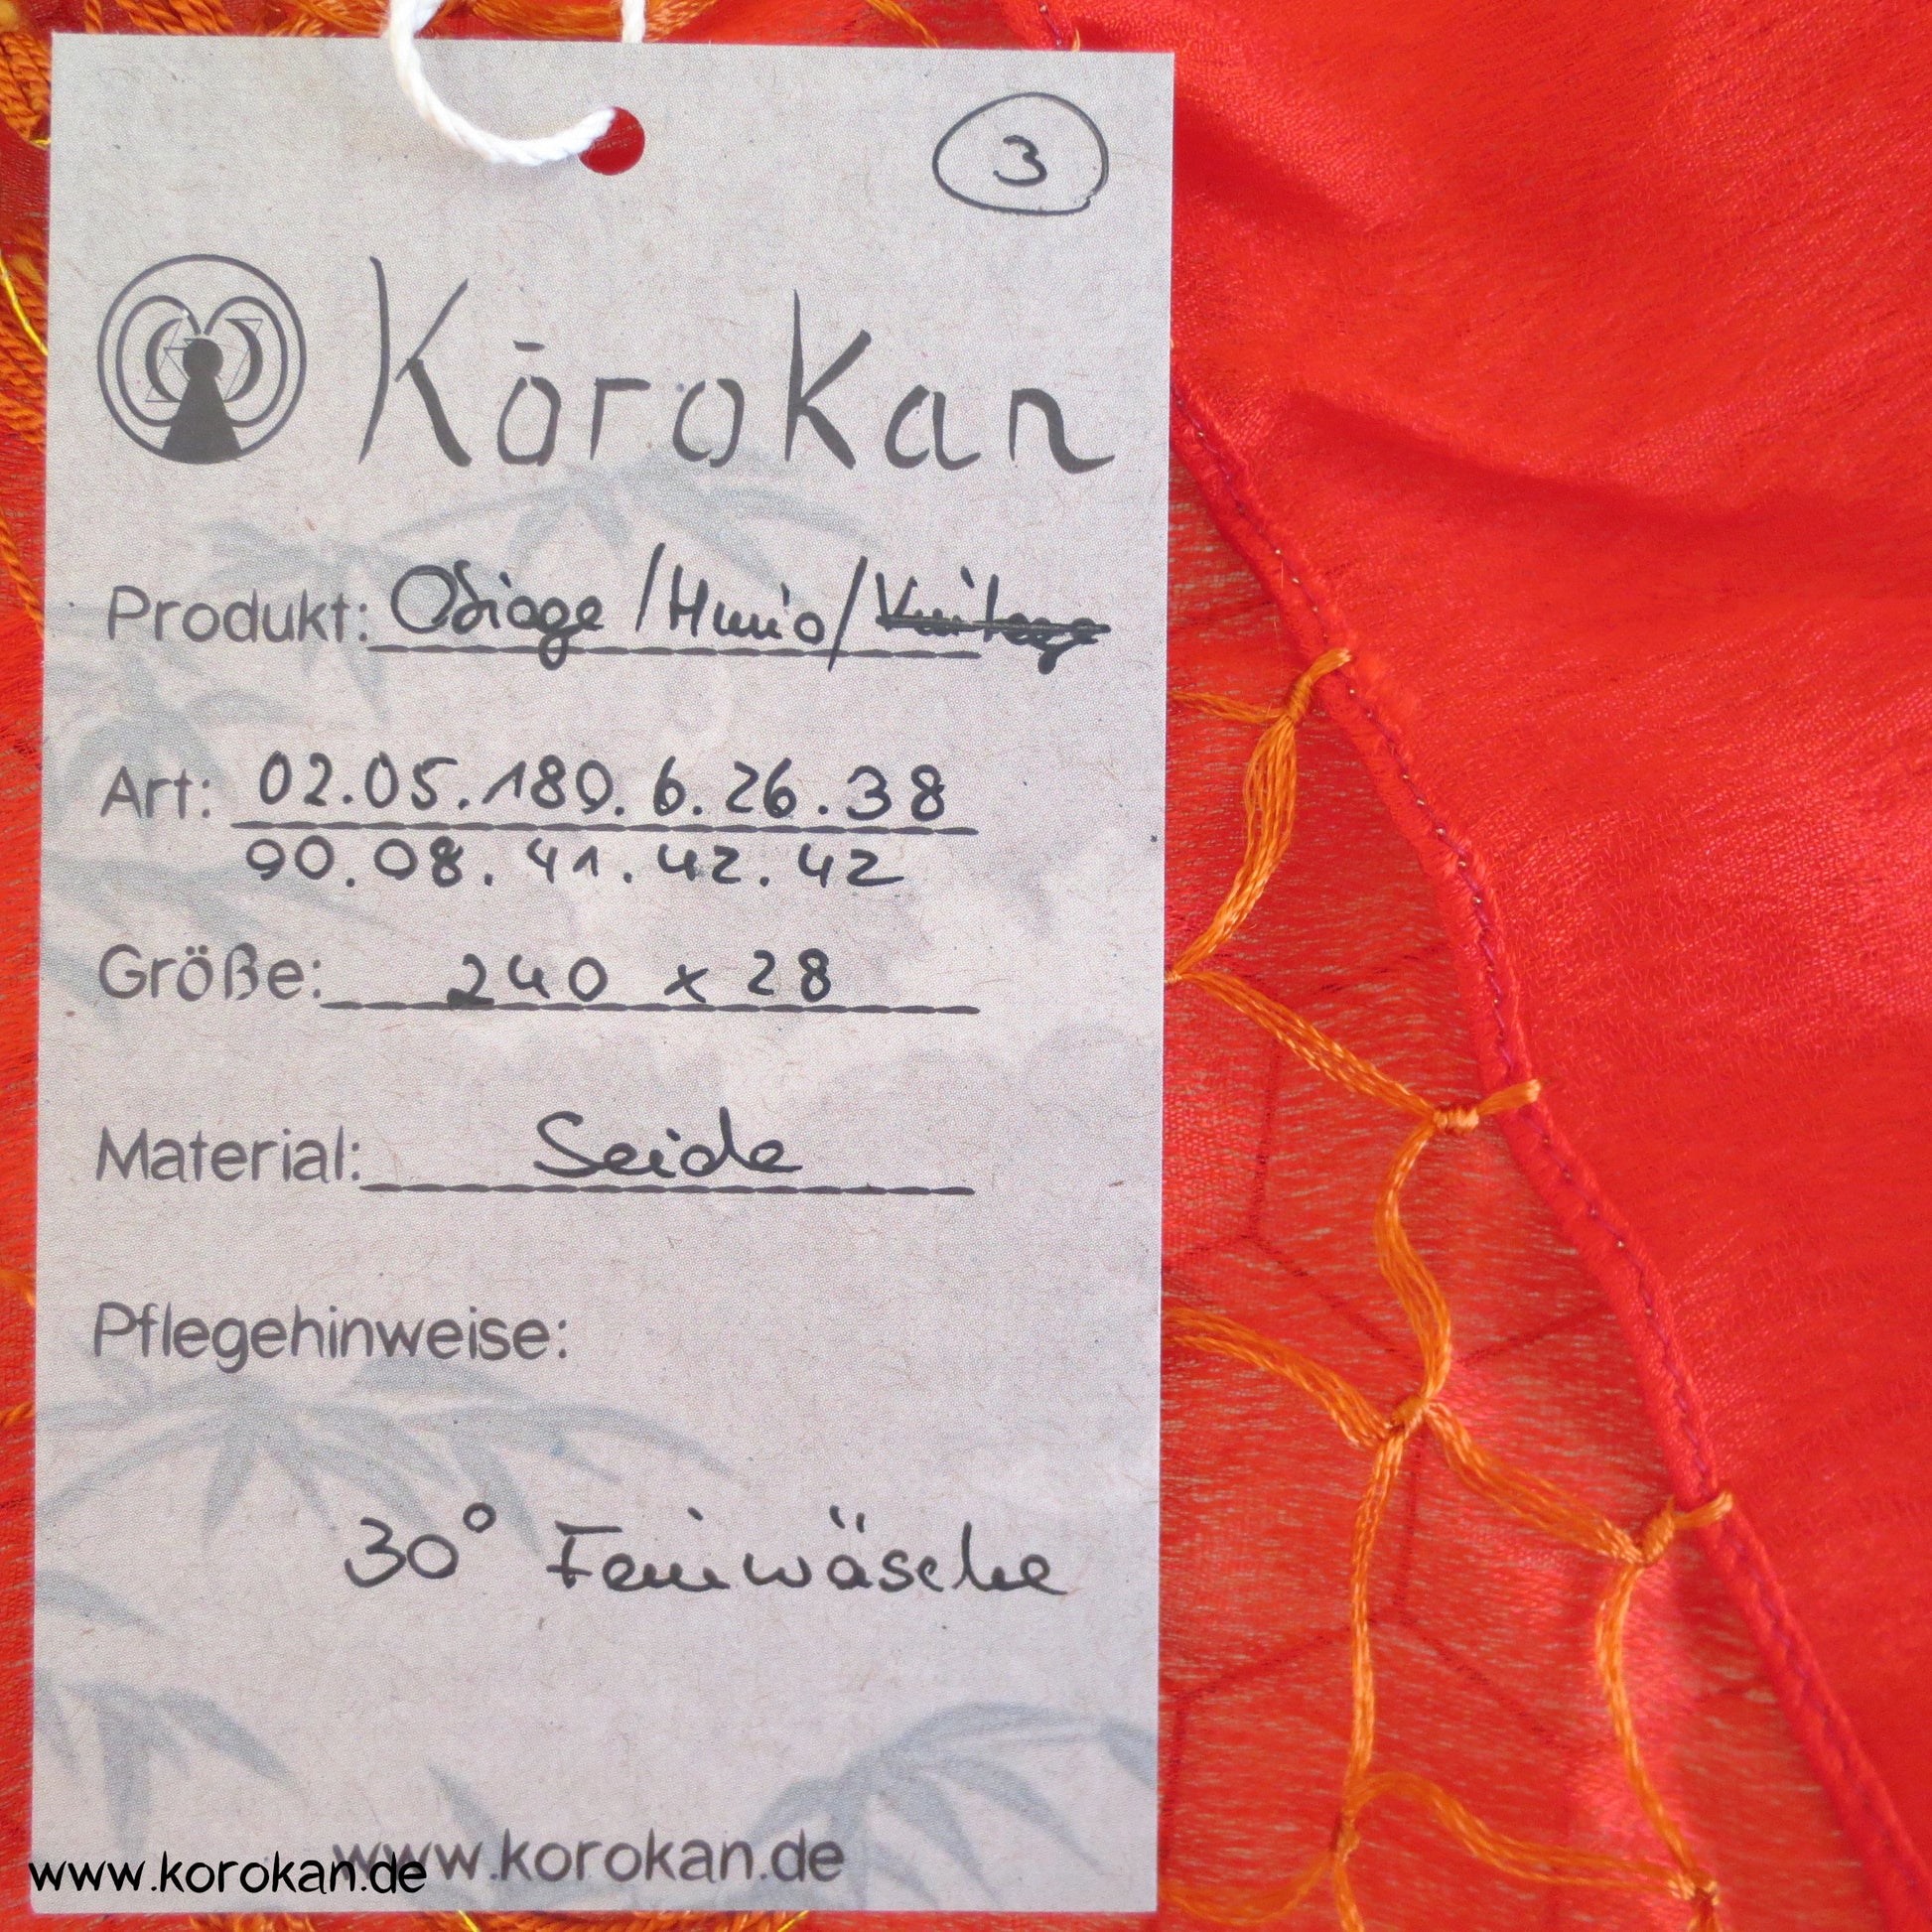 3
Kōrokan
Produkt: Obiage /
Art: 02.05.180.6.26.38
90.08.41.42.42
Größe: 240 x 28
Material: Seide
Pflegehinweise:
30° Feinwäsche
www.korokan.de
www.korokan.de